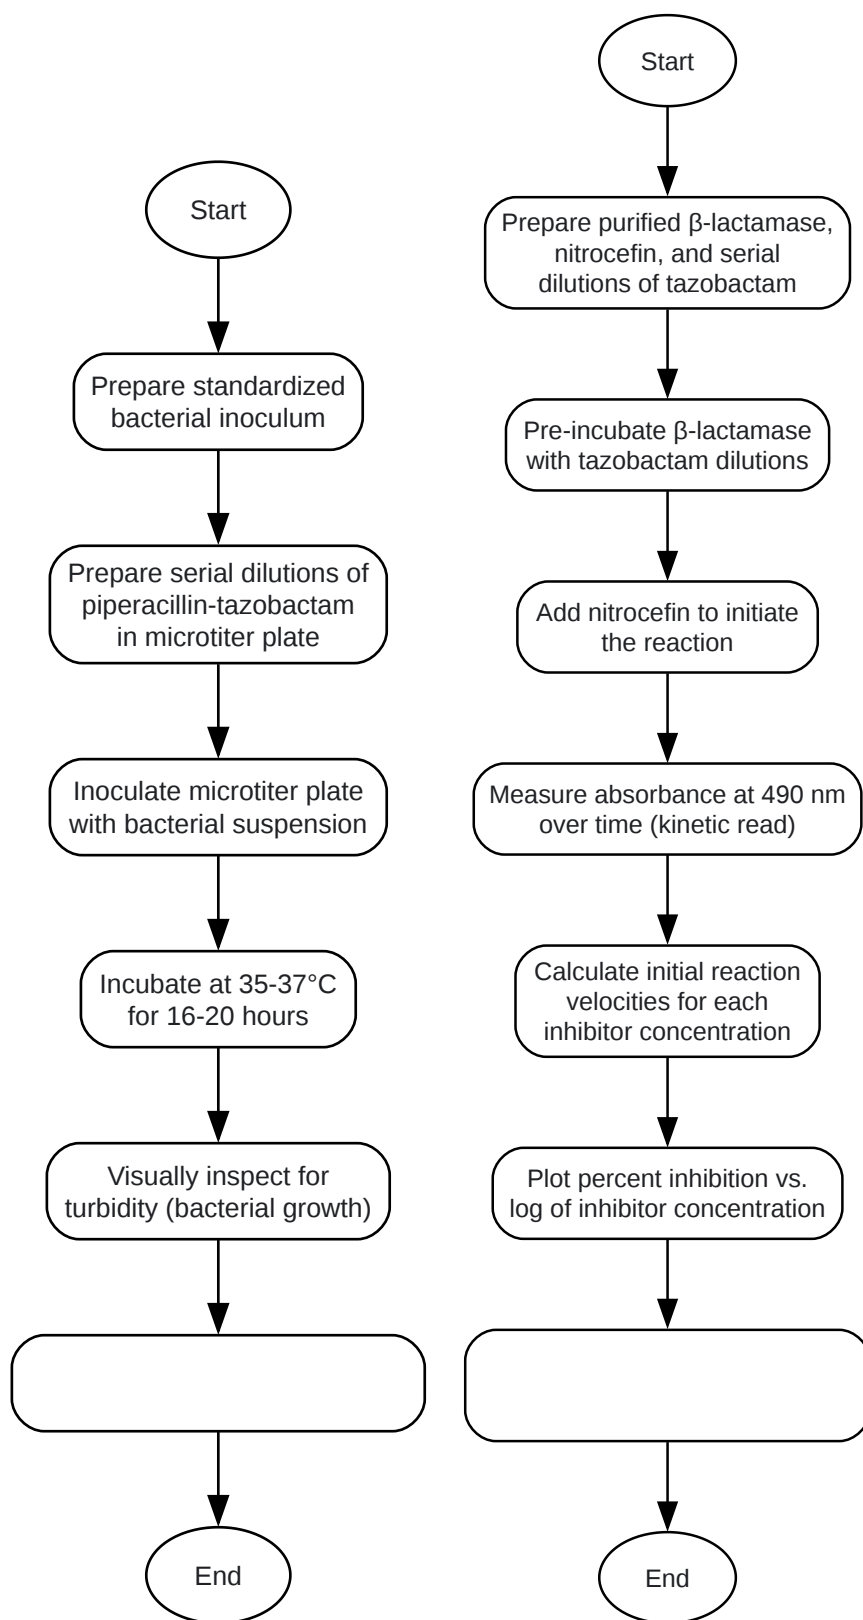 Start
Prepare standardized
bacterial inoculum
Prepare serial dilutions of
piperacillin-tazobactam
in microtiter plate
Inoculate microtiter plate
with bacterial suspension
Incubate at 35-37°C
for 16-20 hours
Visually inspect for
turbidity (bacterial growth)
End
Start
Prepare purified β-lactamase,
nitrocefin, and serial
dilutions of tazobactam
Pre-incubate β-lactamase
with tazobactam dilutions
Add nitrocefin to initiate
the reaction
Measure absorbance at 490 nm
over time (kinetic read)
Calculate initial reaction
velocities for each
inhibitor concentration
Plot percent inhibition vs.
log of inhibitor concentration
End